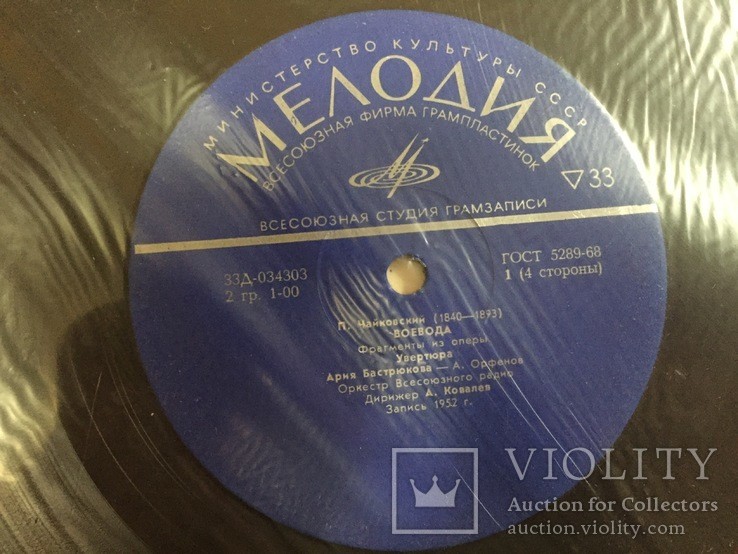 МИНИСТЕРСТВО КУЛЬТУРЫ СССР
МЕЛОДИЯ
ВСЕСОЮЗНАЯ ФИРМА ГРАМПЛАСТИНОК
▽33
ВСЕСОЮЗНАЯ СТУДИЯ ГРАМЗАПИСИ
33Д-034303
2 гр. 1-00
ГОСТ 5289-68
1 (4 стороны)
П. Чайковский (1840—1893)
ВОЕВОДА
Фрагменты из оперы
Увертюра
Ария Бастрюкова — А. Орфенов
Оркестр Всесоюзного радио
Дирижер А. Ковалев
Запись 1952 г.
VIOLITY
Auction for Collectors
auction.violity.com